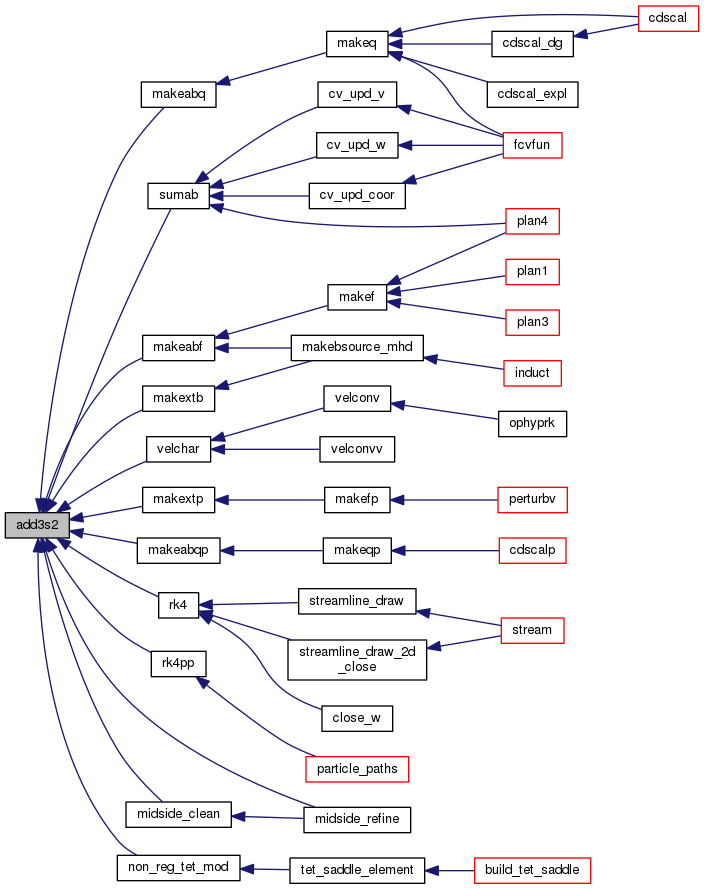 cdscal
makeq
cdscal_dg
makeabq
cv_upd_v
cdscal_expl
cv_upd_w
fcvfun
sumab
cv_upd_coor
plan4
plan1
makef
plan3
makeabf
makebsource_mhd
induct
makextb
velconv
ophyprk
velchar
velconvv
makextp
makefp
perturbv
add3s2
makeabqp
makeqp
cdscalp
rk4
streamline_draw
stream
streamline_draw_2d
_close
rk4pp
close_w
particle_paths
midside_clean
midside_refine
non_reg_tet_mod
tet_saddle_element
build_tet_saddle